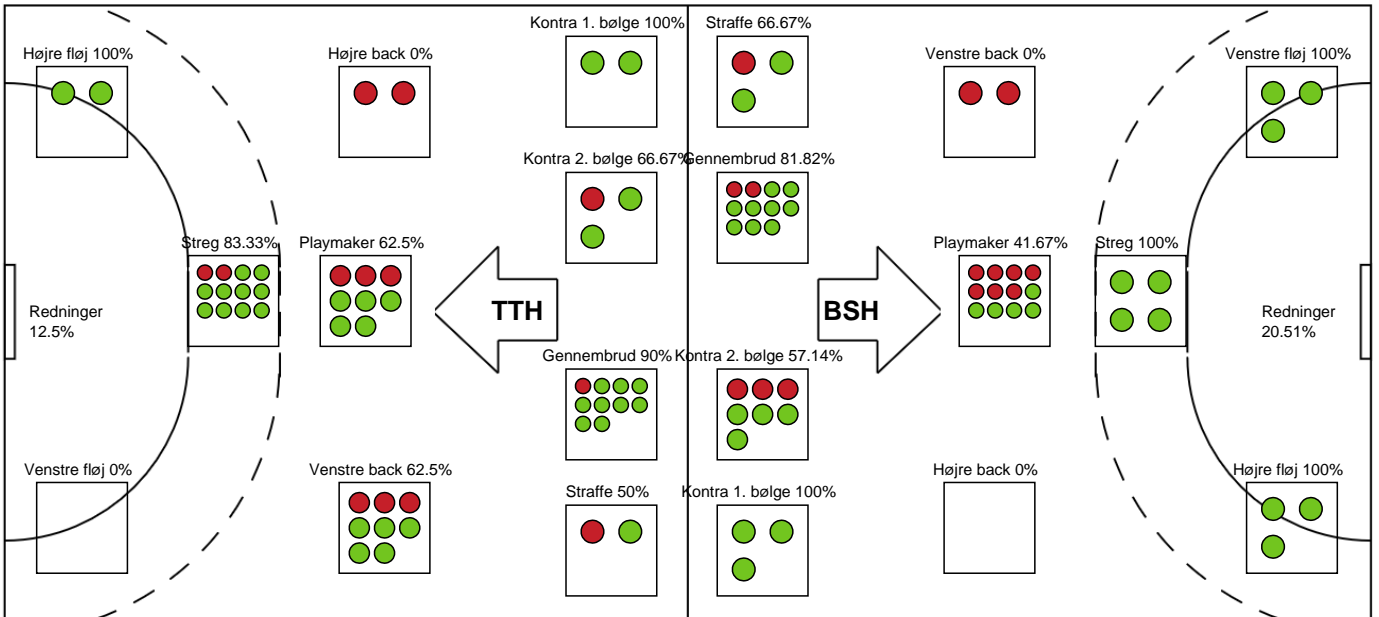 Kontra 1. bølge 100%
Straffe 66.67%
Højre fløj 100%
Højre back 0%
Venstre back 0%
Venstre fløj 100%
Kontra 2. bølge 66.67%
Gennembrud 81.82%
Streg 83.33%
Playmaker 62.5%
Playmaker 41.67%
Streg 100%
Redninger
12.5%
TTH
BSH
Redninger
20.51%
Gennembrud 90%
Kontra 2. bølge 57.14%
Venstre fløj 0%
Venstre back 62.5%
Højre back 0%
Højre fløj 100%
Straffe 50%
Kontra 1. bølge 100%